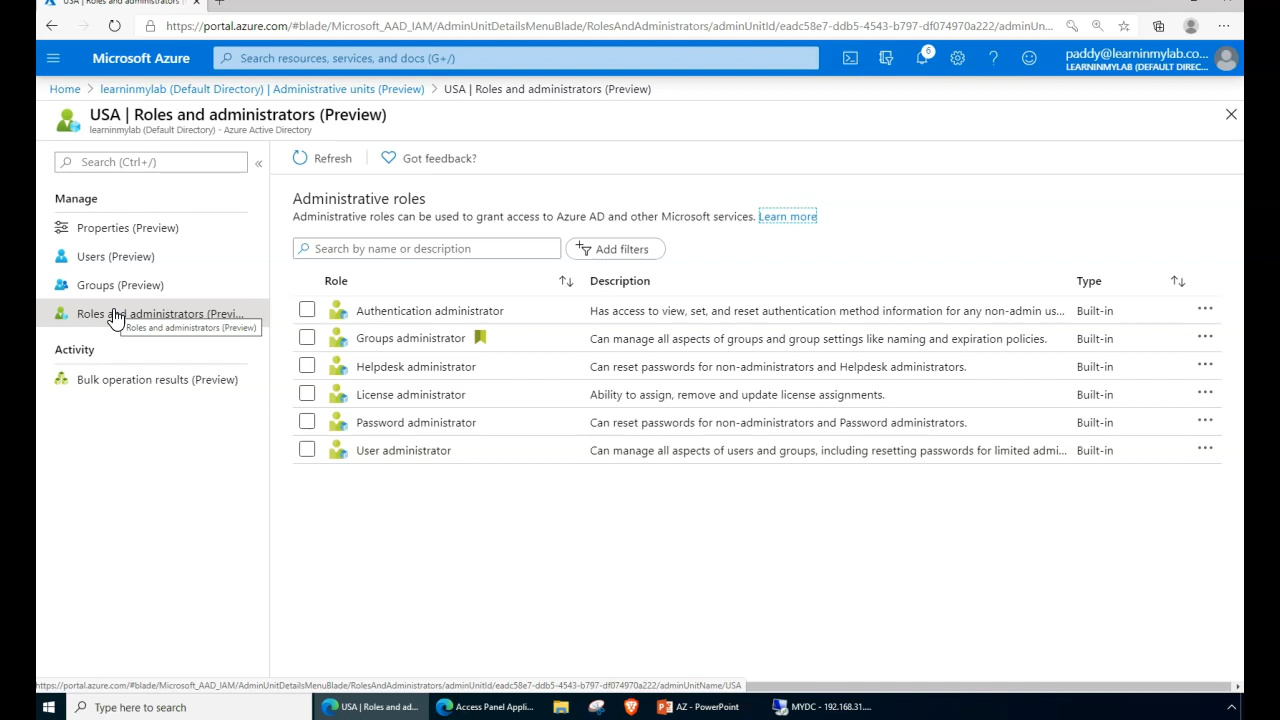 USA | Roles and administrators (
https://portal.azure.com/#blade/Microsoft_AAD_IAM/AdminUnitDetailsMenuBlade/RolesAndAdministrators/adminUnitId/eadc58e7-ddb5-4543-b797-df074970a222/adminUn...
Microsoft Azure
Search resources, services, and docs (G+/)
6
paddy@learninmylab.co...
LEARNINMYLAB (DEFAULT DIREC...
Home > learninmylab (Default Directory) | Administrative units (Preview) > USA | Roles and administrators (Preview)
USA | Roles and administrators (Preview)
learninmylab (Default Directory) - Azure Active Directory
Search (Ctrl+/)
«
Refresh
Got feedback?
Manage
Properties (Preview)
Users (Preview)
Groups (Preview)
Roles and administrators (Previ...
Roles and administrators (Preview)
Activity
Bulk operation results (Preview)
Administrative roles
Administrative roles can be used to grant access to Azure AD and other Microsoft services. Learn more
Search by name or description
Add filters
Role Description Type
Authentication administrator Has access to view, set, and reset authentication method information for any non-admin us... Built-in ...
Groups administrator Can manage all aspects of groups and group settings like naming and expiration policies. Built-in ...
Helpdesk administrator Can reset passwords for non-administrators and Helpdesk administrators. Built-in ...
License administrator Ability to assign, remove and update license assignments. Built-in ...
Password administrator Can reset passwords for non-administrators and Password administrators. Built-in ...
User administrator Can manage all aspects of users and groups, including resetting passwords for limited admi... Built-in ...
https://portal.azure.com/#blade/Microsoft_AAD_IAM/AdminUnitDetailsMenuBlade/RolesAndAdministrators/adminUnitId/eadc58e7-ddb5-4543-b797-df074970a222/adminUnitName/USA
Type here to search
USA | Roles and ad...
Access Panel Appli...
AZ - PowerPoint
MYDC - 192.168.31....